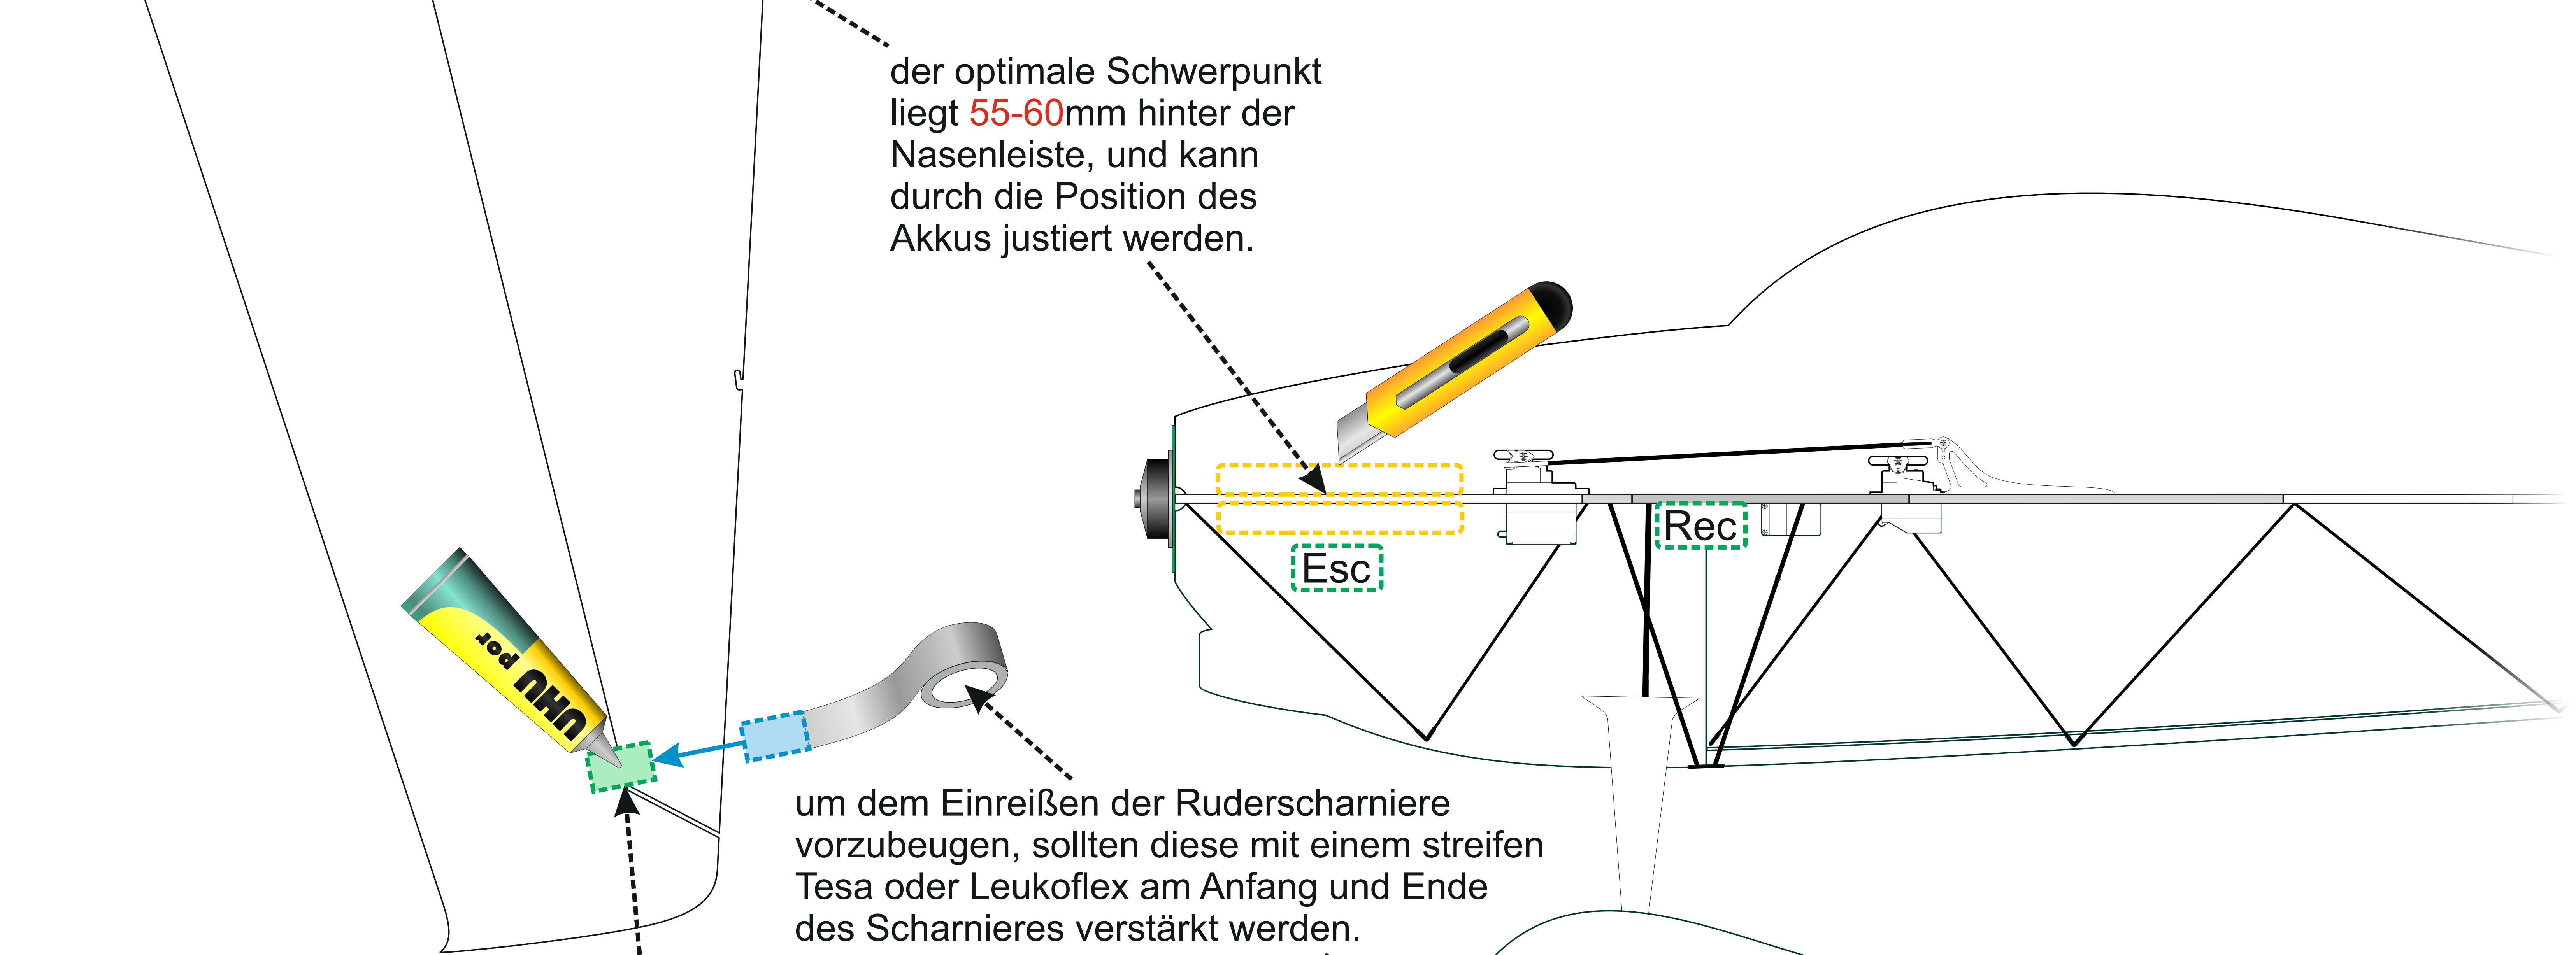 der optimale Schwerpunkt
liegt 55-60mm hinter der
Nasenleiste, und kann
durch die Position des
Akkus justiert werden.
Rec
Esc
UHU por
um dem Einreißen der Ruderscharniere
vorzubeugen, sollten diese mit einem streifen
Tesa oder Leukoflex am Anfang und Ende
des Scharnieres verstärkt werden.